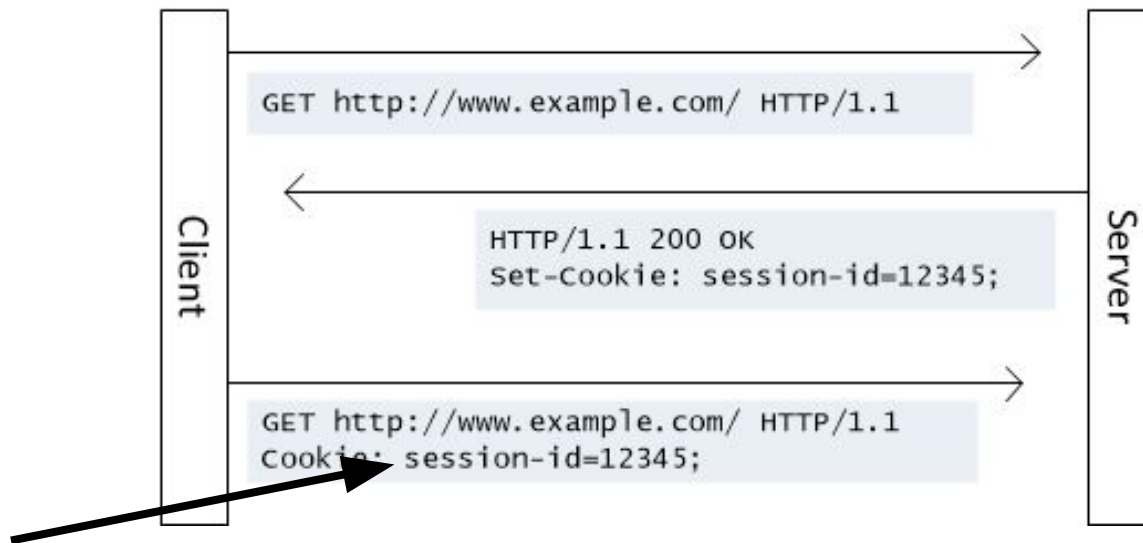 Client
GET http://www.example.com/ HTTP/1.1
HTTP/1.1 200 OK
Set-Cookie: session-id=12345;
GET http://www.example.com/ HTTP/1.1
Cookie: session-id=12345;
Server